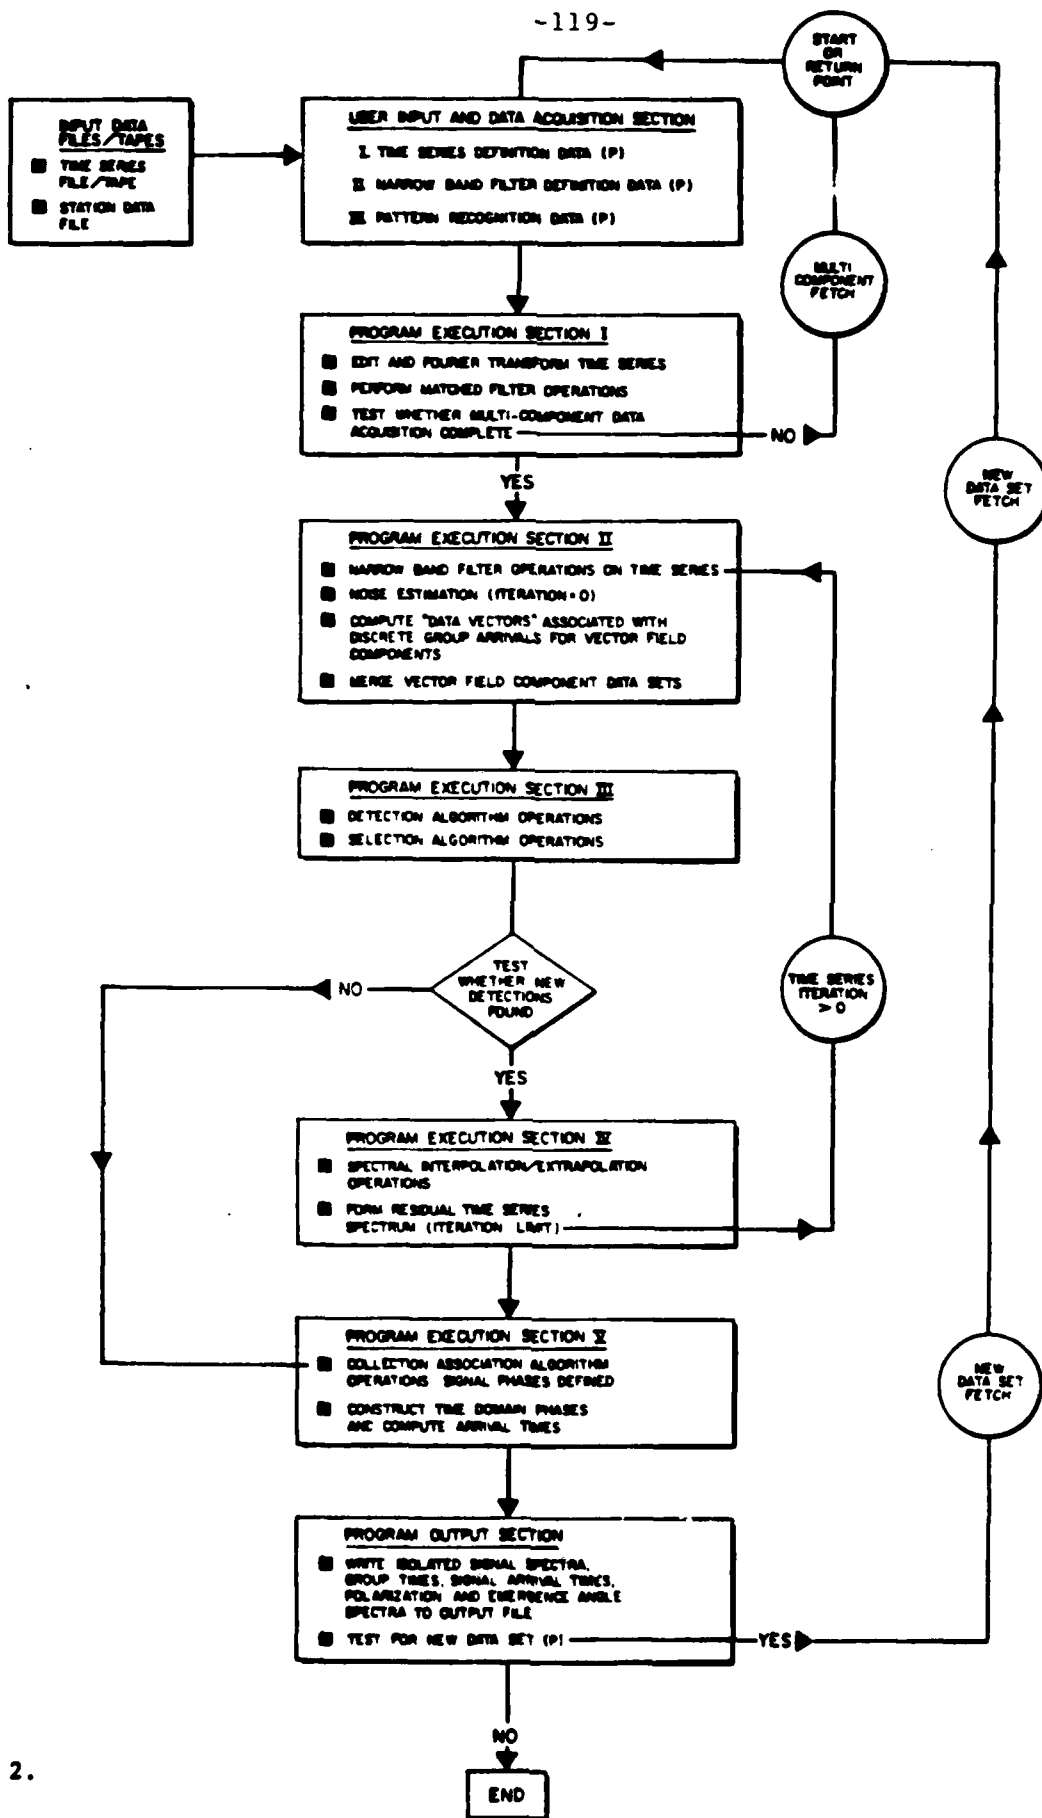 -119-
START
OR
RETURN
POINT
INPUT DATA
FILES/TAPES
TIME SERIES
FILE/TAPE
STATION DATA
FILE
USER INPUT AND DATA ACQUISITION SECTION
I. TIME SERIES DEFINITION DATA (P)
II. NARROW BAND FILTER DEFINITION DATA (P)
III. PATTERN RECOGNITION DATA (P)
MULTI
COMPONENT
FETCH
PROGRAM EXECUTION SECTION I
EDIT AND FOURIER TRANSFORM TIME SERIES
PERFORM MATCHED FILTER OPERATIONS
TEST WHETHER MULTI-COMPONENT DATA
ACQUISITION COMPLETE
NO
YES
NEW
DATA SET
FETCH
PROGRAM EXECUTION SECTION II
NARROW BAND FILTER OPERATIONS ON TIME SERIES
NOISE ESTIMATION (ITERATION=0)
COMPUTE "DATA VECTORS" ASSOCIATED WITH
DISCRETE GROUP ARRIVALS FOR VECTOR FIELD
COMPONENTS
MERGE VECTOR FIELD COMPONENT DATA SETS
PROGRAM EXECUTION SECTION III
DETECTION ALGORITHM OPERATIONS
SELECTION ALGORITHM OPERATIONS
TEST
WHETHER NEW
DETECTIONS
FOUND
NO
YES
TIME SERIES
ITERATION
> 0
PROGRAM EXECUTION SECTION IV
SPECTRAL INTERPOLATION/EXTRAPOLATION
OPERATIONS
FORM RESIDUAL TIME SERIES
SPECTRUM (ITERATION LIMIT)
PROGRAM EXECUTION SECTION V
COLLECTION ASSOCIATION ALGORITHM
OPERATIONS SIGNAL PHASES DEFINED
CONSTRUCT TIME DOMAIN PHASES
AND COMPUTE ARRIVAL TIMES
NEW
DATA SET
FETCH
PROGRAM OUTPUT SECTION
WRITE ISOLATED SIGNAL SPECTRA,
GROUP TIMES, SIGNAL ARRIVAL TIMES,
POLARIZATION AND EMERGENCE ANGLE
SPECTRA TO OUTPUT FILE
TEST FOR NEW DATA SET (P)
YES
NO
2.
END